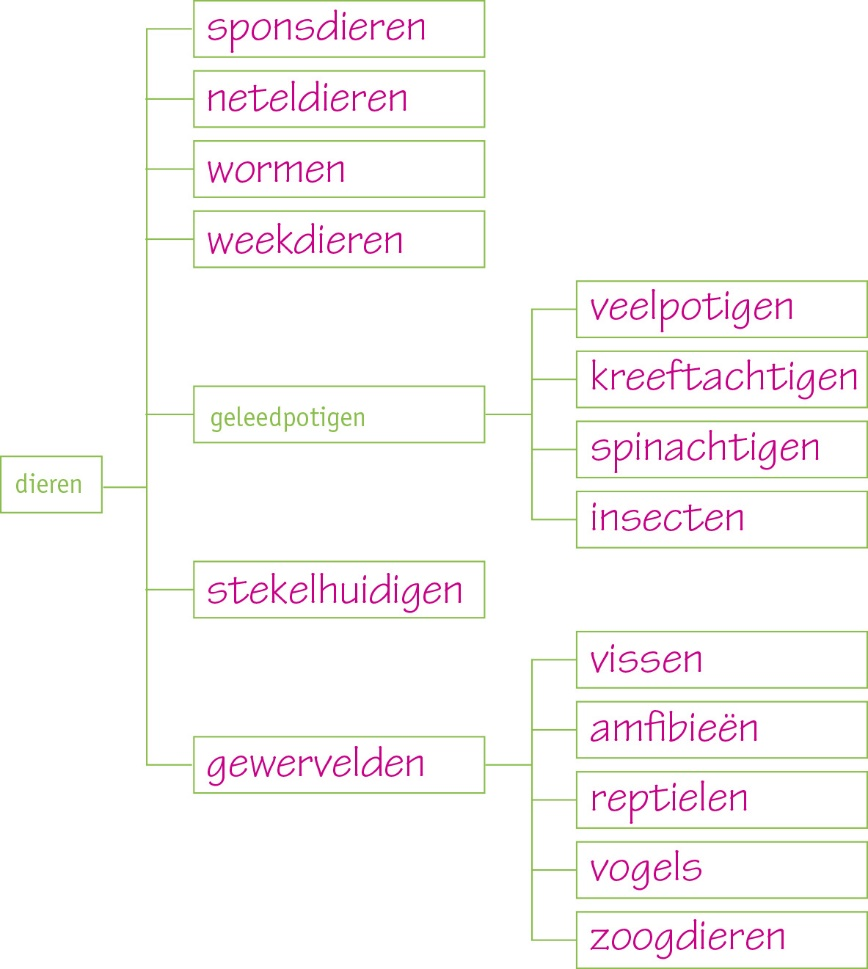 sponsdieren
neteldieren
wormen
weekdieren
veelpotigen
kreeftachtigen
geleedpotigen
spinachtigen
dieren
insecten
stekelhuidigen
vissen
amfibieën
gewervelden
reptielen
vogels
zoogdieren